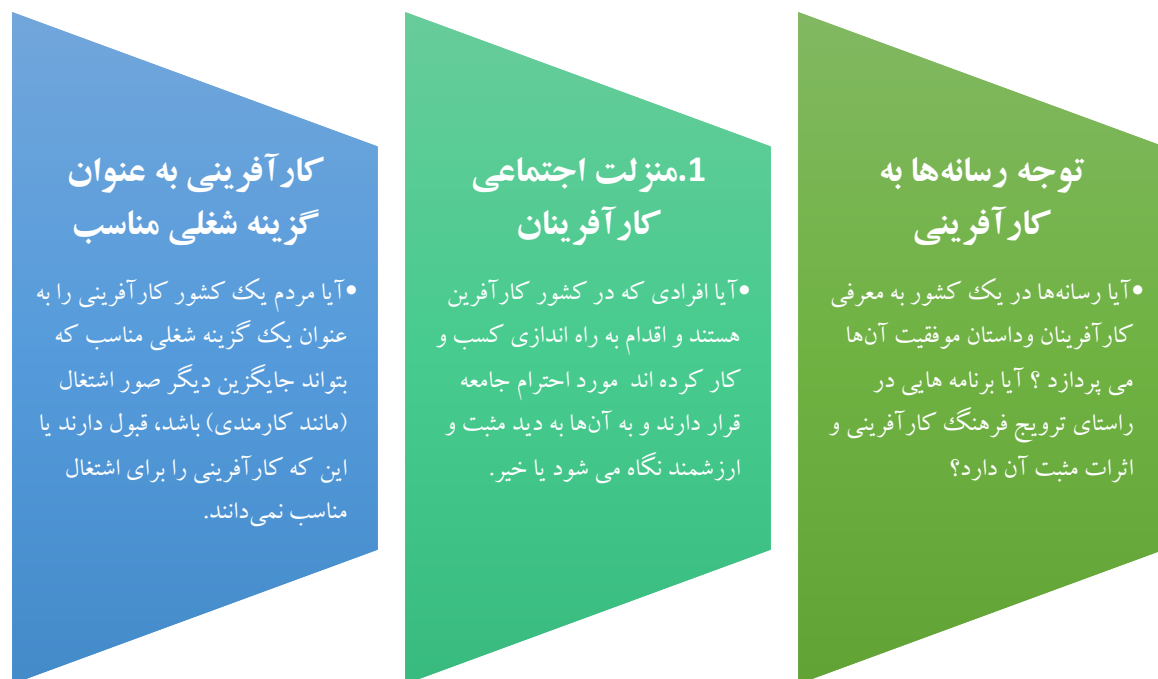 توجه رسانه‌ها به
کارآفرینی
•آیا رسانه‌ها در یک کشور به معرفی
کارآفرینان وداستان موفقیت آن‌ها
می پردازد ؟ آیا برنامه هایی در
راستای ترویج فرهنگ کارآفرینی و
اثرات مثبت آن دارد؟
1.منزلت اجتماعی
کارآفرینان
•آیا افرادی که در کشور کارآفرین
هستند و اقدام به راه اندازی کسب و
کار کرده اند  مورد احترام جامعه
قرار دارند و به آن‌ها به دید مثبت و
ارزشمند نگاه می شود یا خیر.
کارآفرینی به عنوان
گزینه شغلی مناسب
•آیا مردم یک کشور کارآفرینی را به
عنوان یک گزینه شغلی مناسب که
بتواند جایگزین دیگر صور اشتغال
(مانند کارمندی) باشد، قبول دارند یا
این که کارآفرینی را برای اشتغال
مناسب نمی‌دانند.